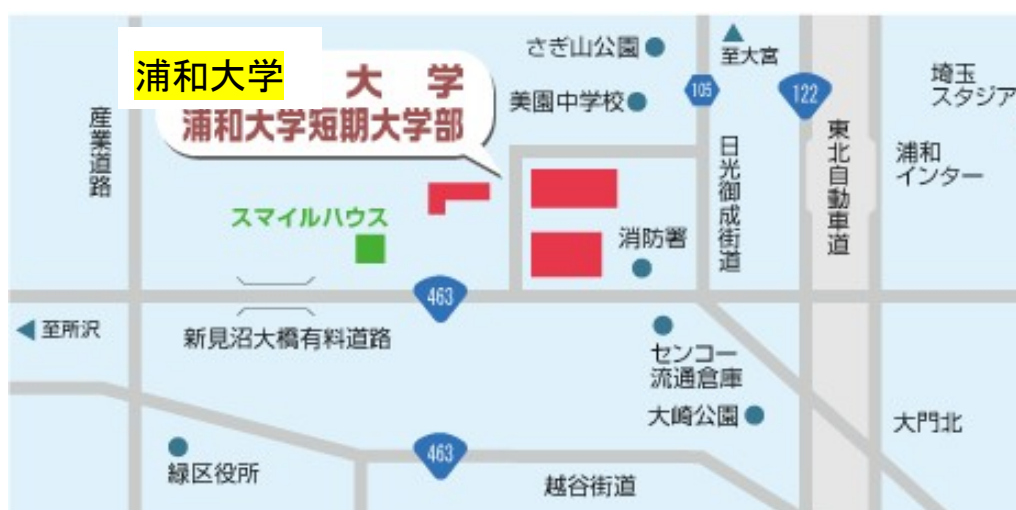 さぎ山公園
至大宮
浦和大学
大 学
浦和大学短期大学部
美園中学校
105
122
埼玉
スタジア
産業道路
日光御成街道
東北自動車道
浦和
インター
スマイルハウス
消防署
463
至所沢
新見沼大橋有料道路
センコー
流通倉庫
大崎公園
大門北
緑区役所
463
越谷街道